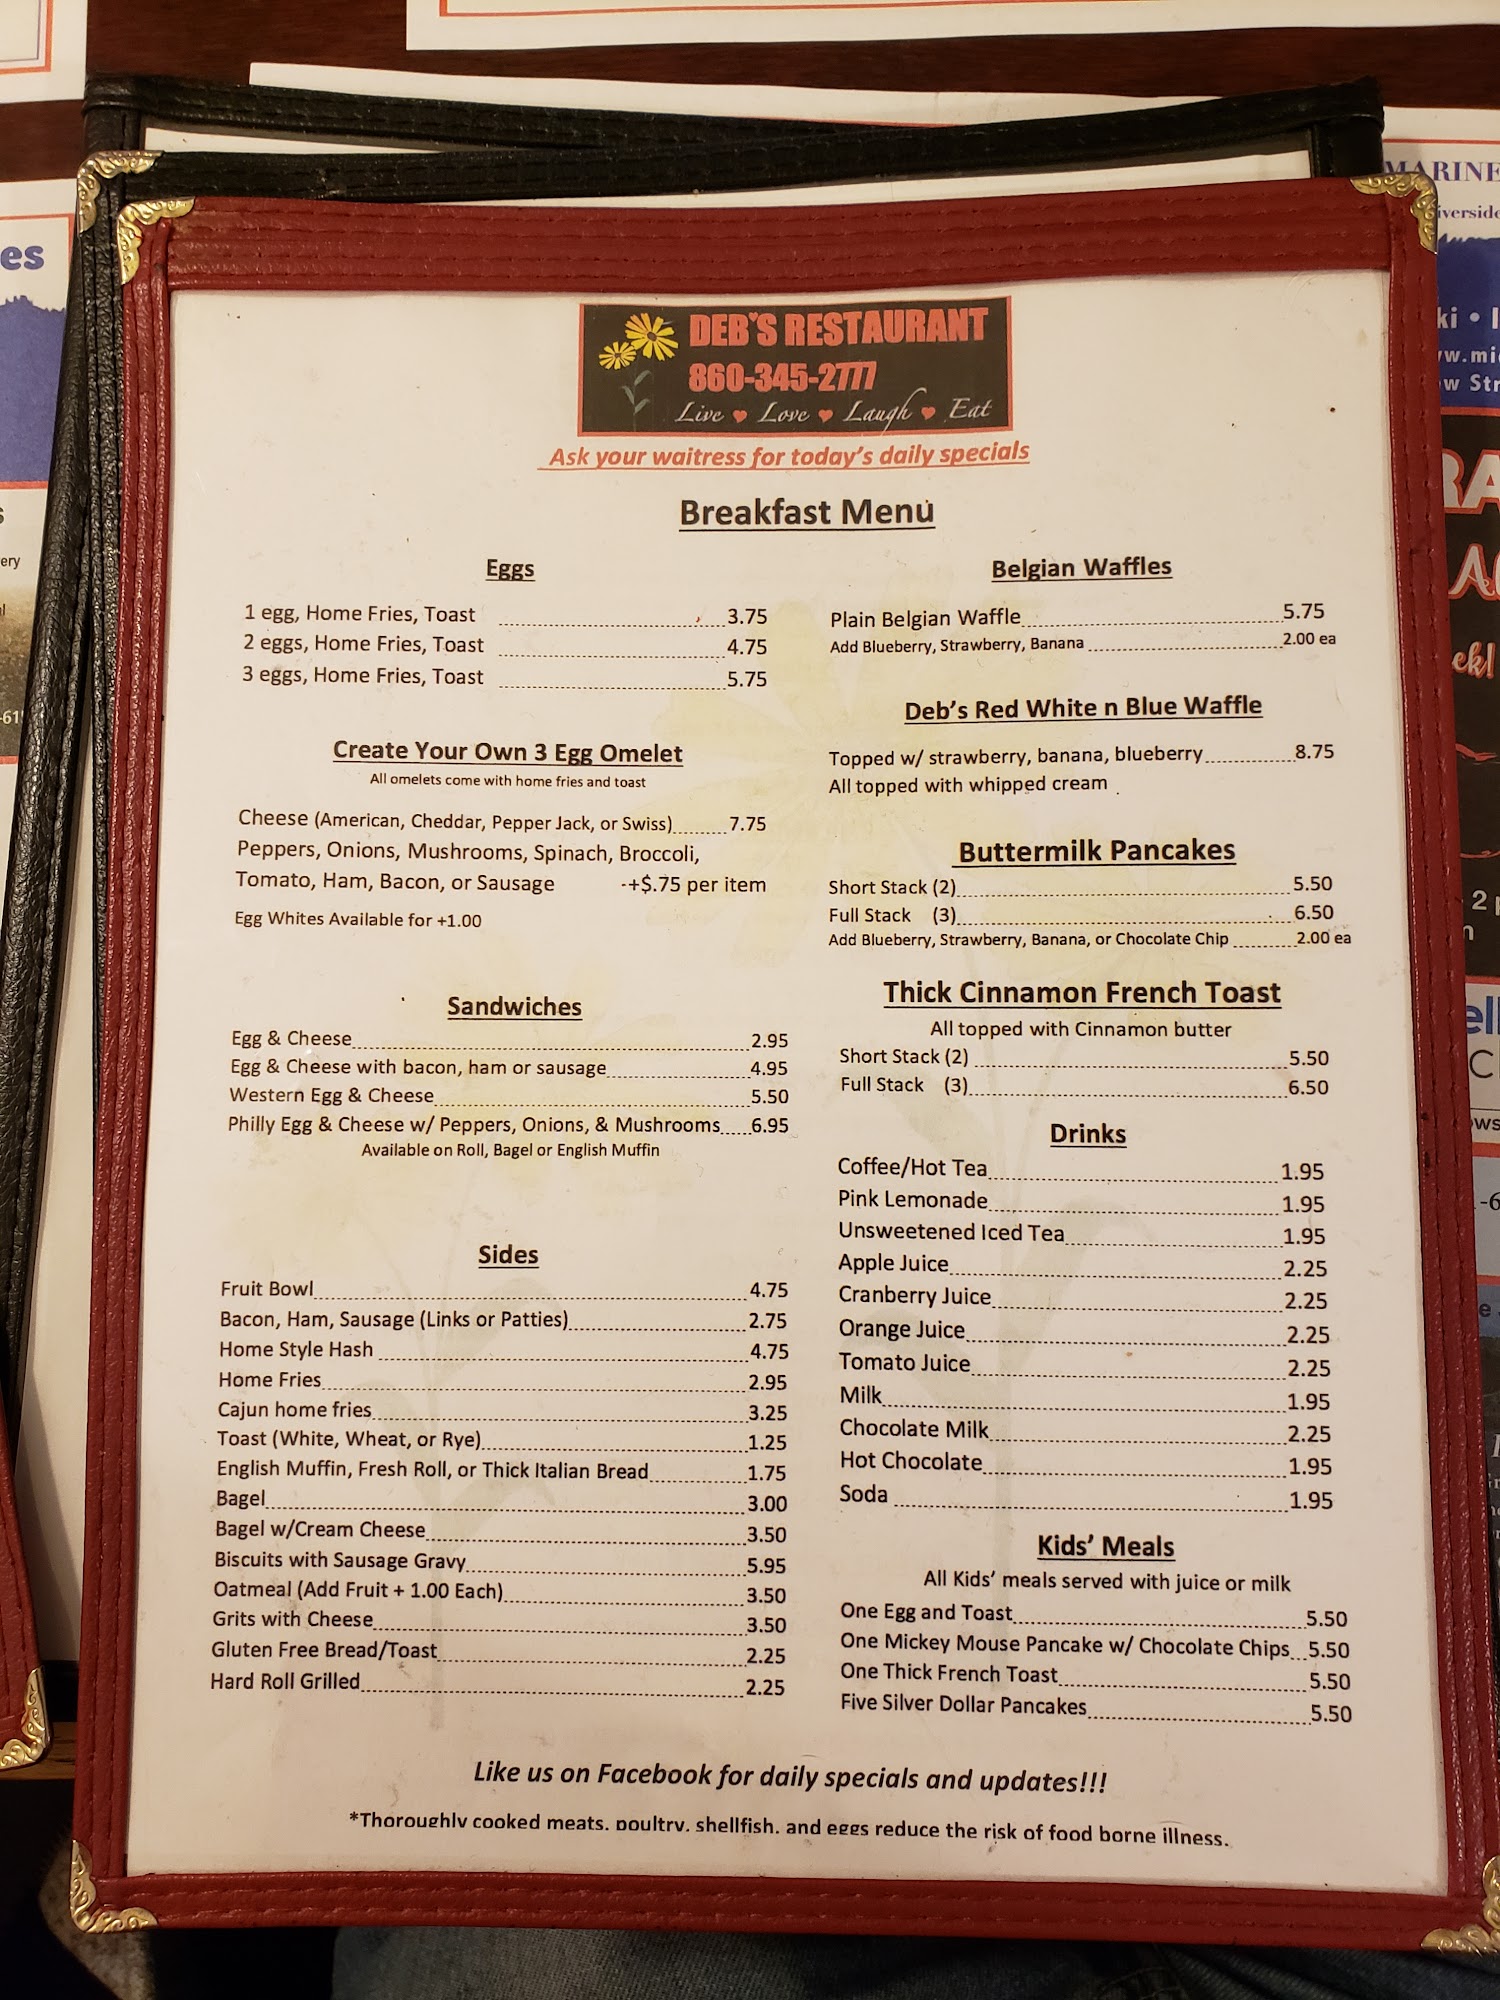 DEB'S RESTAURANT
860-345-2777
Live ♥ Love ♥ Laugh ♥ Eat
Ask your waitress for today's daily specials
Breakfast Menu
Eggs
1 egg, Home Fries, Toast 3.75
2 eggs, Home Fries, Toast 4.75
3 eggs, Home Fries, Toast 5.75
Create Your Own 3 Egg Omelet
All omelets come with home fries and toast
Cheese (American, Cheddar, Pepper Jack, or Swiss) 7.75
Peppers, Onions, Mushrooms, Spinach, Broccoli,
Tomato, Ham, Bacon, or Sausage -+$.75 per item
Egg Whites Available for +1.00
Sandwiches
Egg & Cheese 2.95
Egg & Cheese with bacon, ham or sausage 4.95
Western Egg & Cheese 5.50
Philly Egg & Cheese w/ Peppers, Onions, & Mushrooms 6.95
Available on Roll, Bagel or English Muffin
Sides
Fruit Bowl 4.75
Bacon, Ham, Sausage (Links or Patties) 2.75
Home Style Hash 4.75
Home Fries 2.95
Cajun home fries 3.25
Toast (White, Wheat, or Rye) 1.25
English Muffin, Fresh Roll, or Thick Italian Bread 1.75
Bagel 3.00
Bagel w/Cream Cheese 3.50
Biscuits with Sausage Gravy 5.95
Oatmeal (Add Fruit + 1.00 Each) 3.50
Grits with Cheese 3.50
Gluten Free Bread/Toast 2.25
Hard Roll Grilled 2.25
Belgian Waffles
Plain Belgian Waffle 5.75
Add Blueberry, Strawberry, Banana 2.00 ea
Deb's Red White n Blue Waffle
Topped w/ strawberry, banana, blueberry 8.75
All topped with whipped cream
Buttermilk Pancakes
Short Stack (2) 5.50
Full Stack (3) 6.50
Add Blueberry, Strawberry, Banana, or Chocolate Chip 2.00 ea
Thick Cinnamon French Toast
All topped with Cinnamon butter
Short Stack (2) 5.50
Full Stack (3) 6.50
Drinks
Coffee/Hot Tea 1.95
Pink Lemonade 1.95
Unsweetened Iced Tea 1.95
Apple Juice 2.25
Cranberry Juice 2.25
Orange Juice 2.25
Tomato Juice 2.25
Milk 1.95
Chocolate Milk 2.25
Hot Chocolate 1.95
Soda 1.95
Kids' Meals
All Kids' meals served with juice or milk
One Egg and Toast 5.50
One Mickey Mouse Pancake w/ Chocolate Chips 5.50
One Thick French Toast 5.50
Five Silver Dollar Pancakes 5.50
Like us on Facebook for daily specials and updates!!!
*Thoroughly cooked meats, poultry, shellfish, and eggs reduce the risk of food borne illness.
MARINE